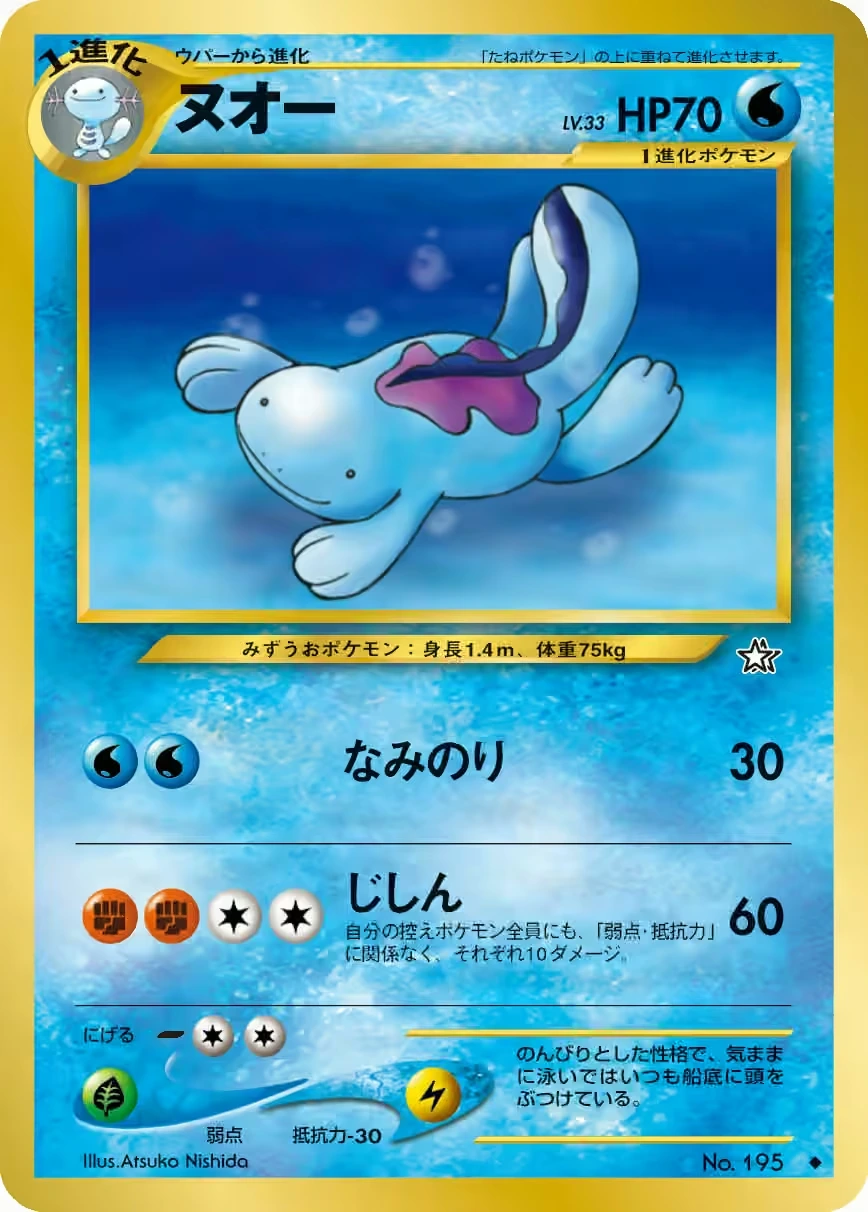 1進化
ウパーから進化
「たねポケモン」の上に重ねて進化させます。
ヌオー
LV.33 HP70
1進化ポケモン
みずうおポケモン：身長1.4m、体重75kg
なみのり 30
じしん 60
自分の控えポケモン全員にも、「弱点・抵抗力」
に関係なく、それぞれ10ダメージ。
にげる
弱点
抵抗力-30
のんびりとした性格で、気ままに
に泳いではいつも船底に頭を
ぶつけている。
Illus.Atsuko Nishida
No. 195